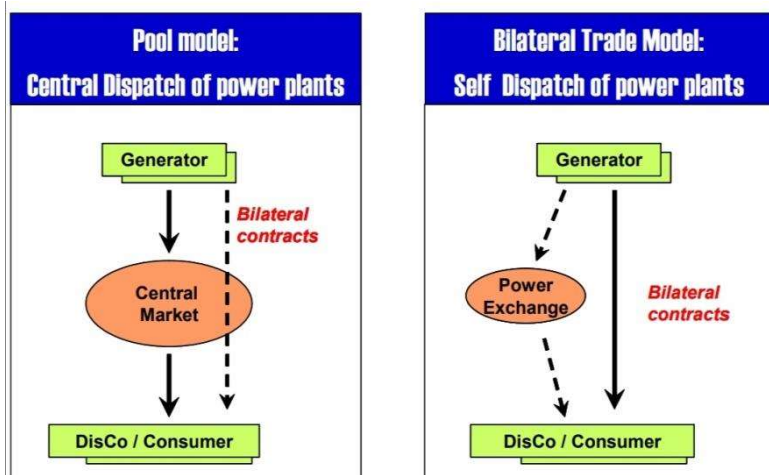 Pool model:
Central Dispatch of power plants
Generator
Bilateral
contracts
Central
Market
DisCo / Consumer
Bilateral Trade Model:
Self Dispatch of power plants
Generator
Power
Exchange
Bilateral
contracts
DisCo / Consumer